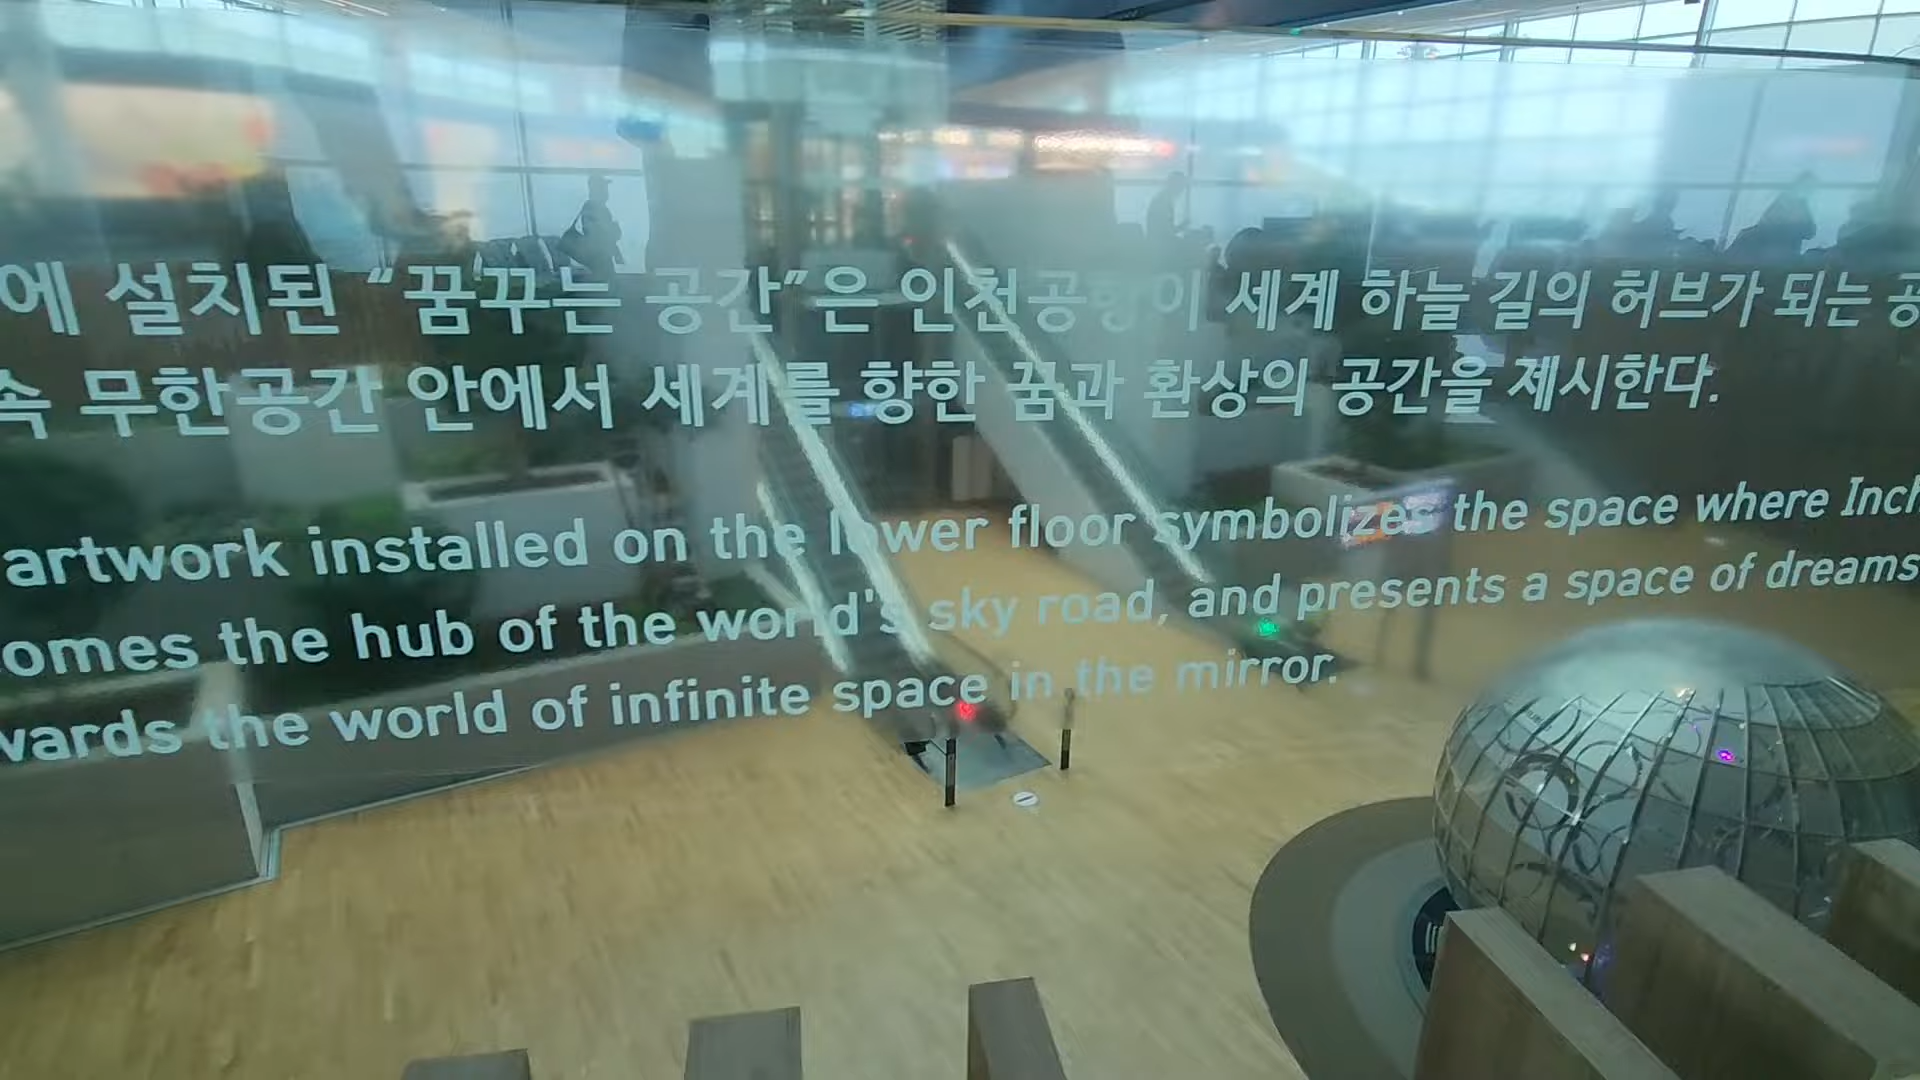 에 설치된 “꿈꾸는 공간”은 인천공항이 세계 하늘 길의 허브가 되는
속 무한공간 안에서 세계를 향한 꿈과 환상의 공간을 제시한다.
artwork installed on the lower floor symbolizes the space where Inch
omes the hub of the world's sky road, and presents a space of dreams
wards the world of infinite space in the mirror.